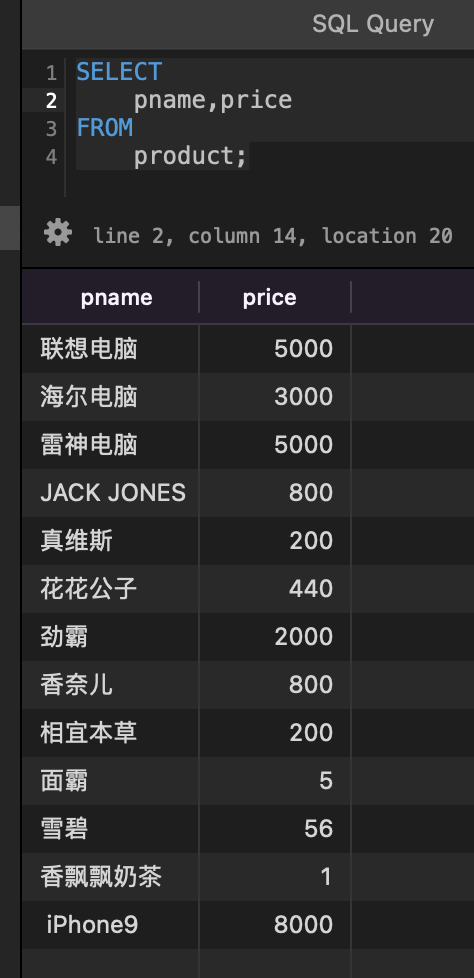 SQL Query
1 SELECT
2 pname,price
3 FROM
4 product;
line 2, column 14, location 20
pname price
联想电脑 5000
海尔电脑 3000
雷神电脑 5000
JACK JONES 800
真维斯 200
花花公子 440
劲霸 2000
香奈儿 800
相宜本草 200
面霸 5
雪碧 56
香飘飘奶茶 1
iPhone9 8000